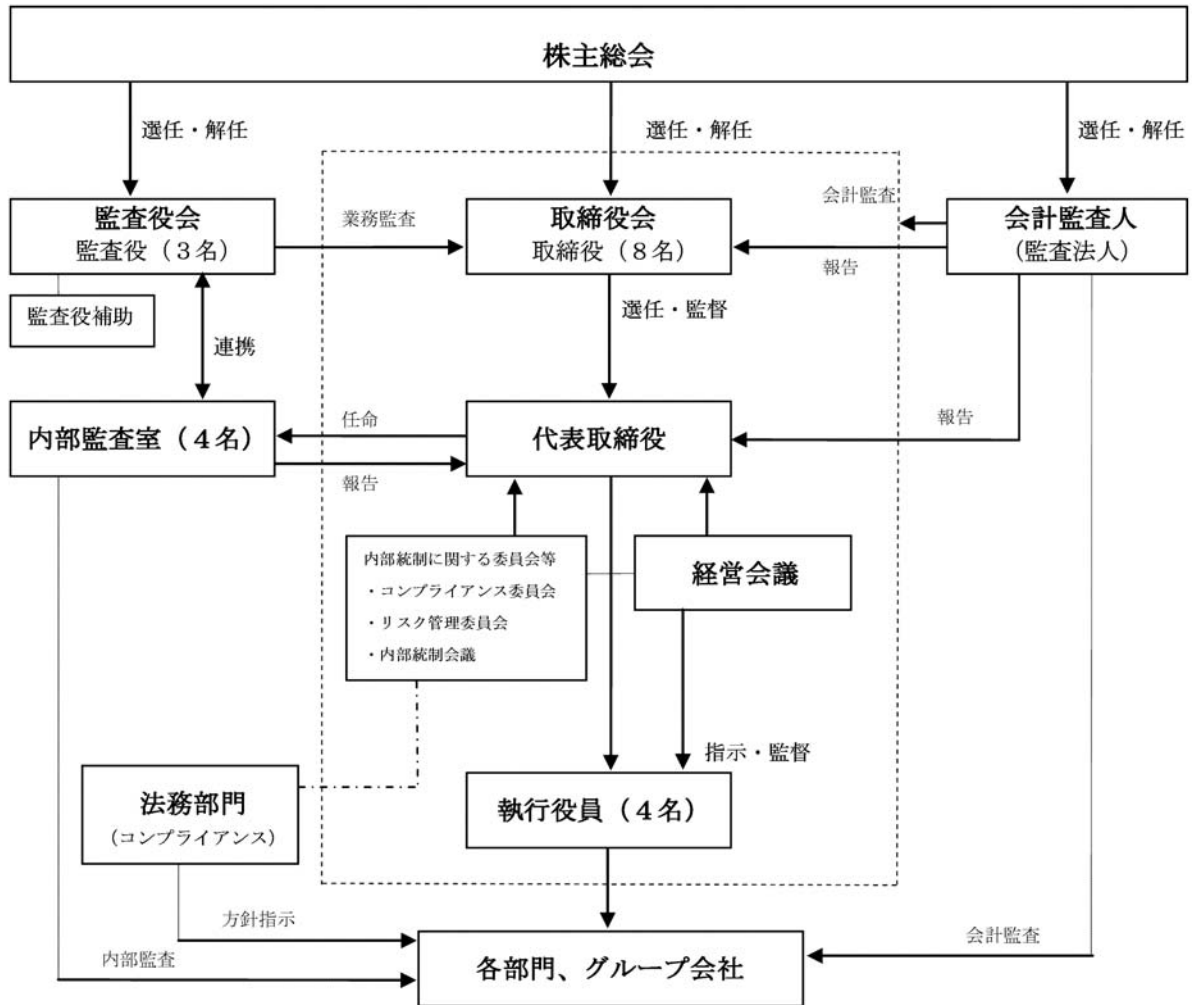 株主総会
選任・解任
選任・解任
選任・解任
監査役会
監査役(3名)
業務監査
取締役会
取締役(8名)
会計監査
報告
会計監査人
(監査法人)
監査役補助
連携
選任・監督
内部監査室(4名)
任命
報告
代表取締役
報告
内部統制に関する委員会等
・コンプライアンス委員会
・リスク管理委員会
・内部統制会議
経営会議
指示・監督
法務部門
(コンプライアンス)
執行役員(4名)
方針指示
内部監査
各部門、グループ会社
会計監査